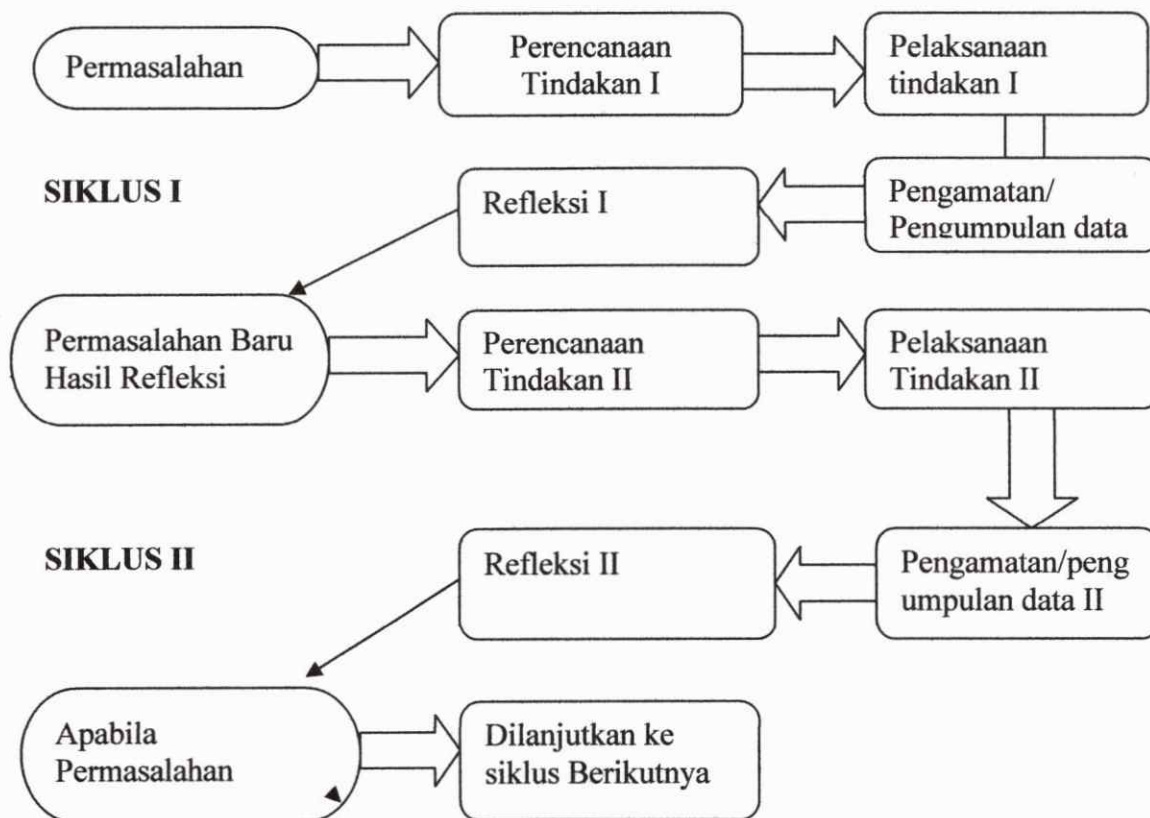 Permasalahan
Perencanaan
Tindakan I
Pelaksanaan
tindakan I
SIKLUS I
Refleksi I
Pengamatan/
Pengumpulan data
Permasalahan Baru
Hasil Refleksi
Perencanaan
Tindakan II
Pelaksanaan
Tindakan II
SIKLUS II
Refleksi II
Pengamatan/peng
umpulan data II
Apabila
Permasalahan
Dilanjutkan ke
siklus Berikutnya